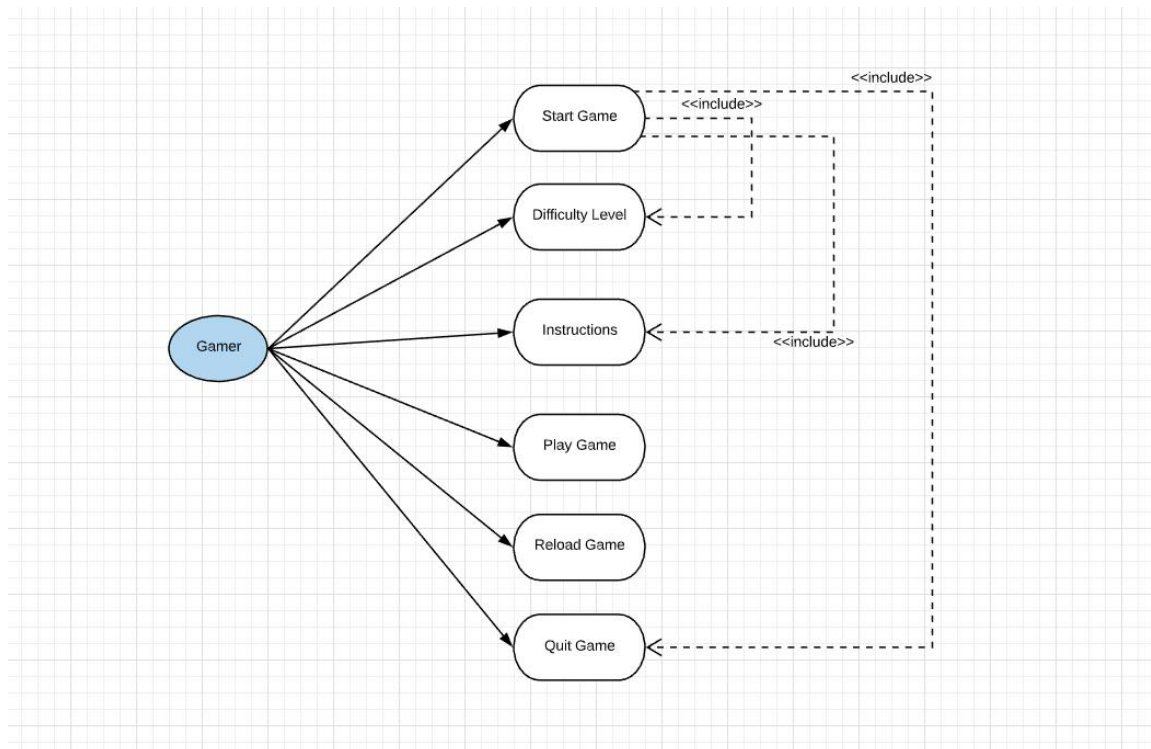 <<include>>
<<include>>
Start Game
Difficulty Level
Instructions
<<include>>
Gamer
Play Game
Reload Game
Quit Game